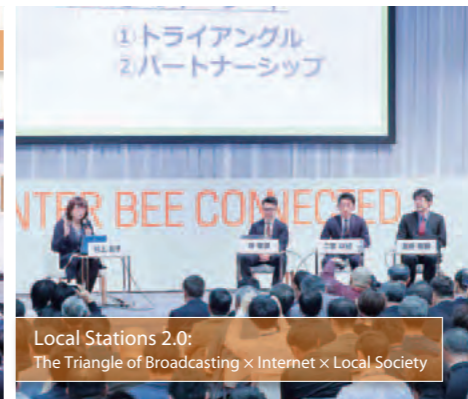 ①トライアングル
②パートナーシップ
NTER BEE CONNECTED
Local Stations 2.0:
The Triangle of Broadcasting × Internet × Local Society